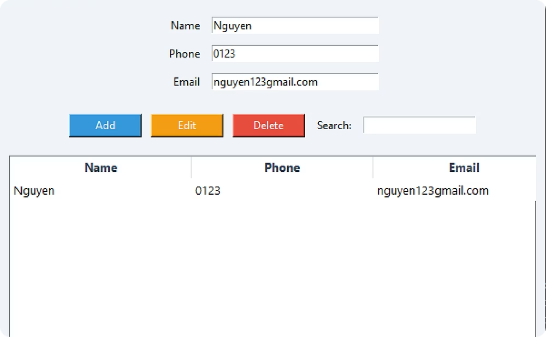 Name Nguyen
Phone 0123
Email nguyen123gmail.com
Add Edit Delete Search:
Name Phone Email
Nguyen 0123 nguyen123gmail.com